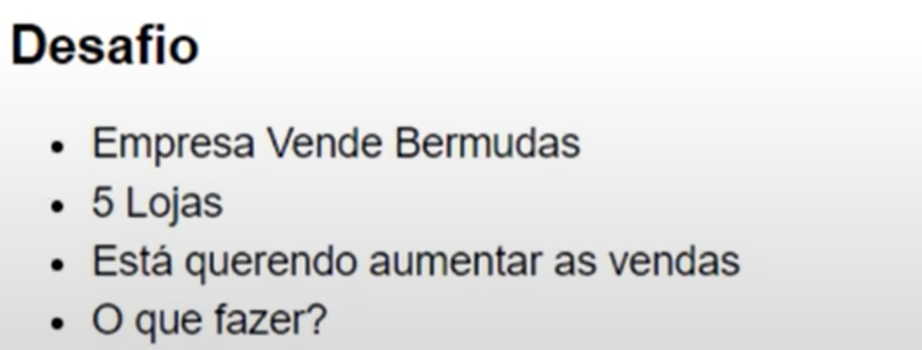 Desafio
• Empresa Vende Bermudas
• 5 Lojas
• Está querendo aumentar as vendas
• O que fazer?